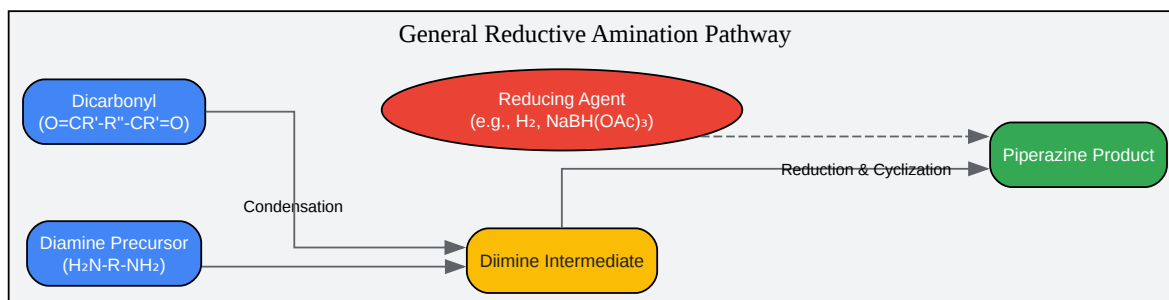 General Reductive Amination Pathway
Dicarbonyl
(O=CR'-R''-CR'=O)
Reducing Agent
(e.g., H₂, NaBH(OAc)₃)
Piperazine Product
Reduction & Cyclization
Condensation
Diamine Precursor
(H₂N-R-NH₂)
Diimine Intermediate